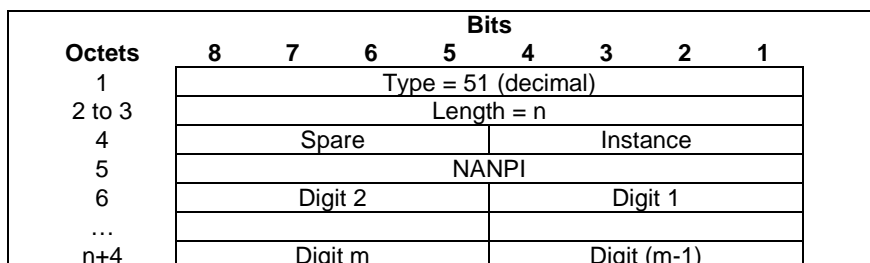 Bits
Octets 8 7 6 5 4 3 2 1
1 Type = 51 (decimal)
2 to 3 Length = n
4 Spare Instance
5 NANPI
6 Digit 2 Digit 1
…
n+4 Digit m Digit (m-1)